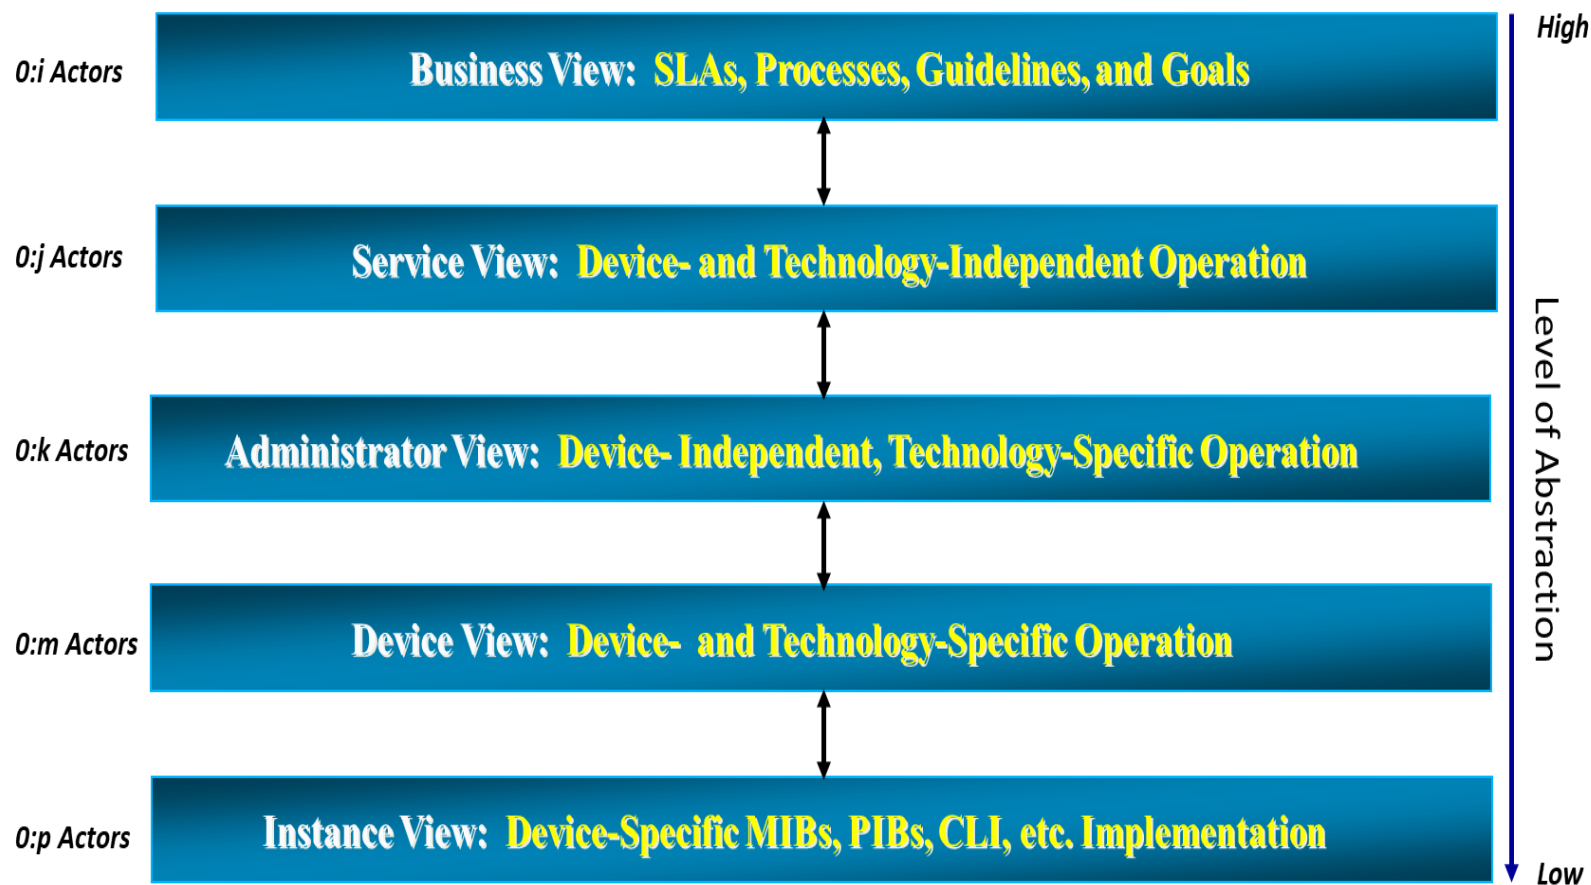 High
0:i Actors
Business View: SLAs, Processes, Guidelines, and Goals
0:j Actors
Service View: Device- and Technology-Independent Operation
Level of Abstraction
0:k Actors
Administrator View: Device- Independent, Technology-Specific Operation
0:m Actors
Device View: Device- and Technology-Specific Operation
0:p Actors
Instance View: Device-Specific MIBs, PIBs, CLI, etc. Implementation
Low